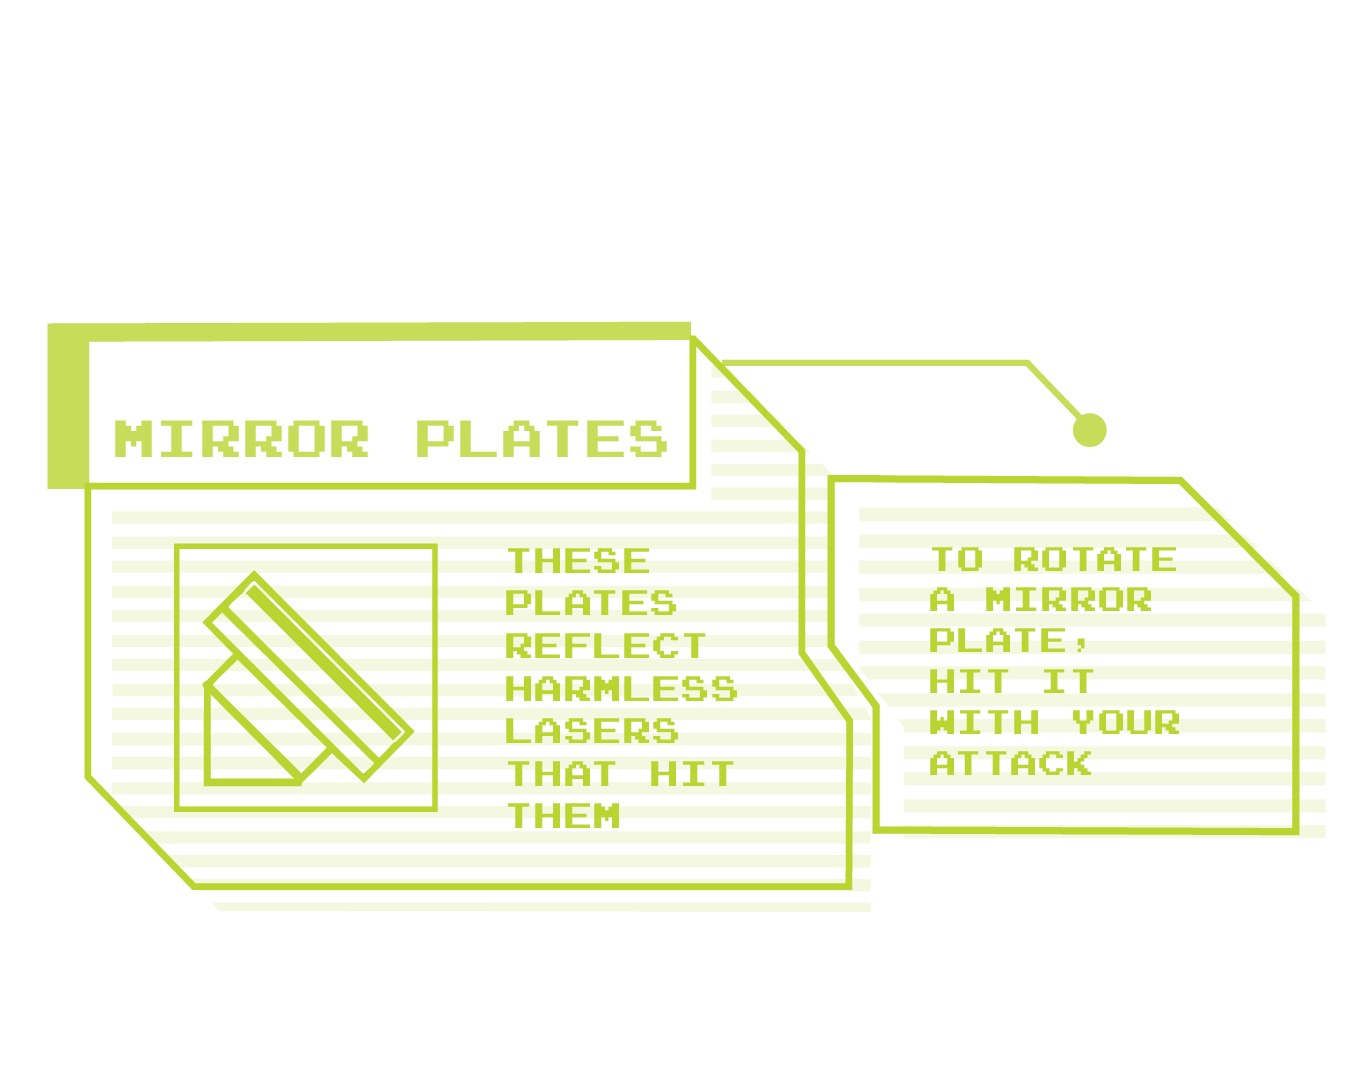 MIRROR PLATES
THESE
PLATES
REFLECT
HARMLESS
LASERS
THAT HIT
THEM
TO ROTATE
A MIRROR
PLATE,
HIT IT
WITH YOUR
ATTACK